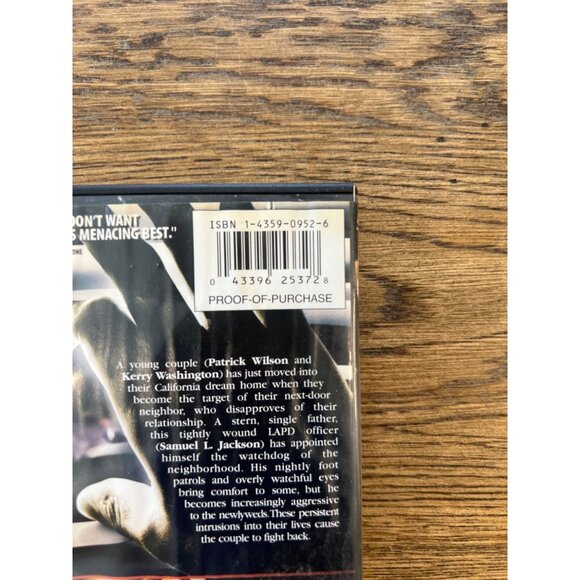 DON'T WANT
S MENACING BEST."
ONE
ISBN 1-4359-0952-6
0 43396 25372 8
PROOF-OF-PURCHASE
A young couple (Patrick Wilson and
Kerry Washington) has just moved into
their California dream home when they
become the target of their next-door
neighbor, who disapproves of their
relationship. A stern, single father,
this tightly wound LAPD officer
(Samuel L. Jackson) has appointed
himself the watchdog of the
neighborhood. His nightly foot
patrols and overly watchful eyes
bring comfort to some, but he
becomes increasingly aggressive
to the newlyweds. These persistent
intrusions into their lives cause
the couple to fight back.